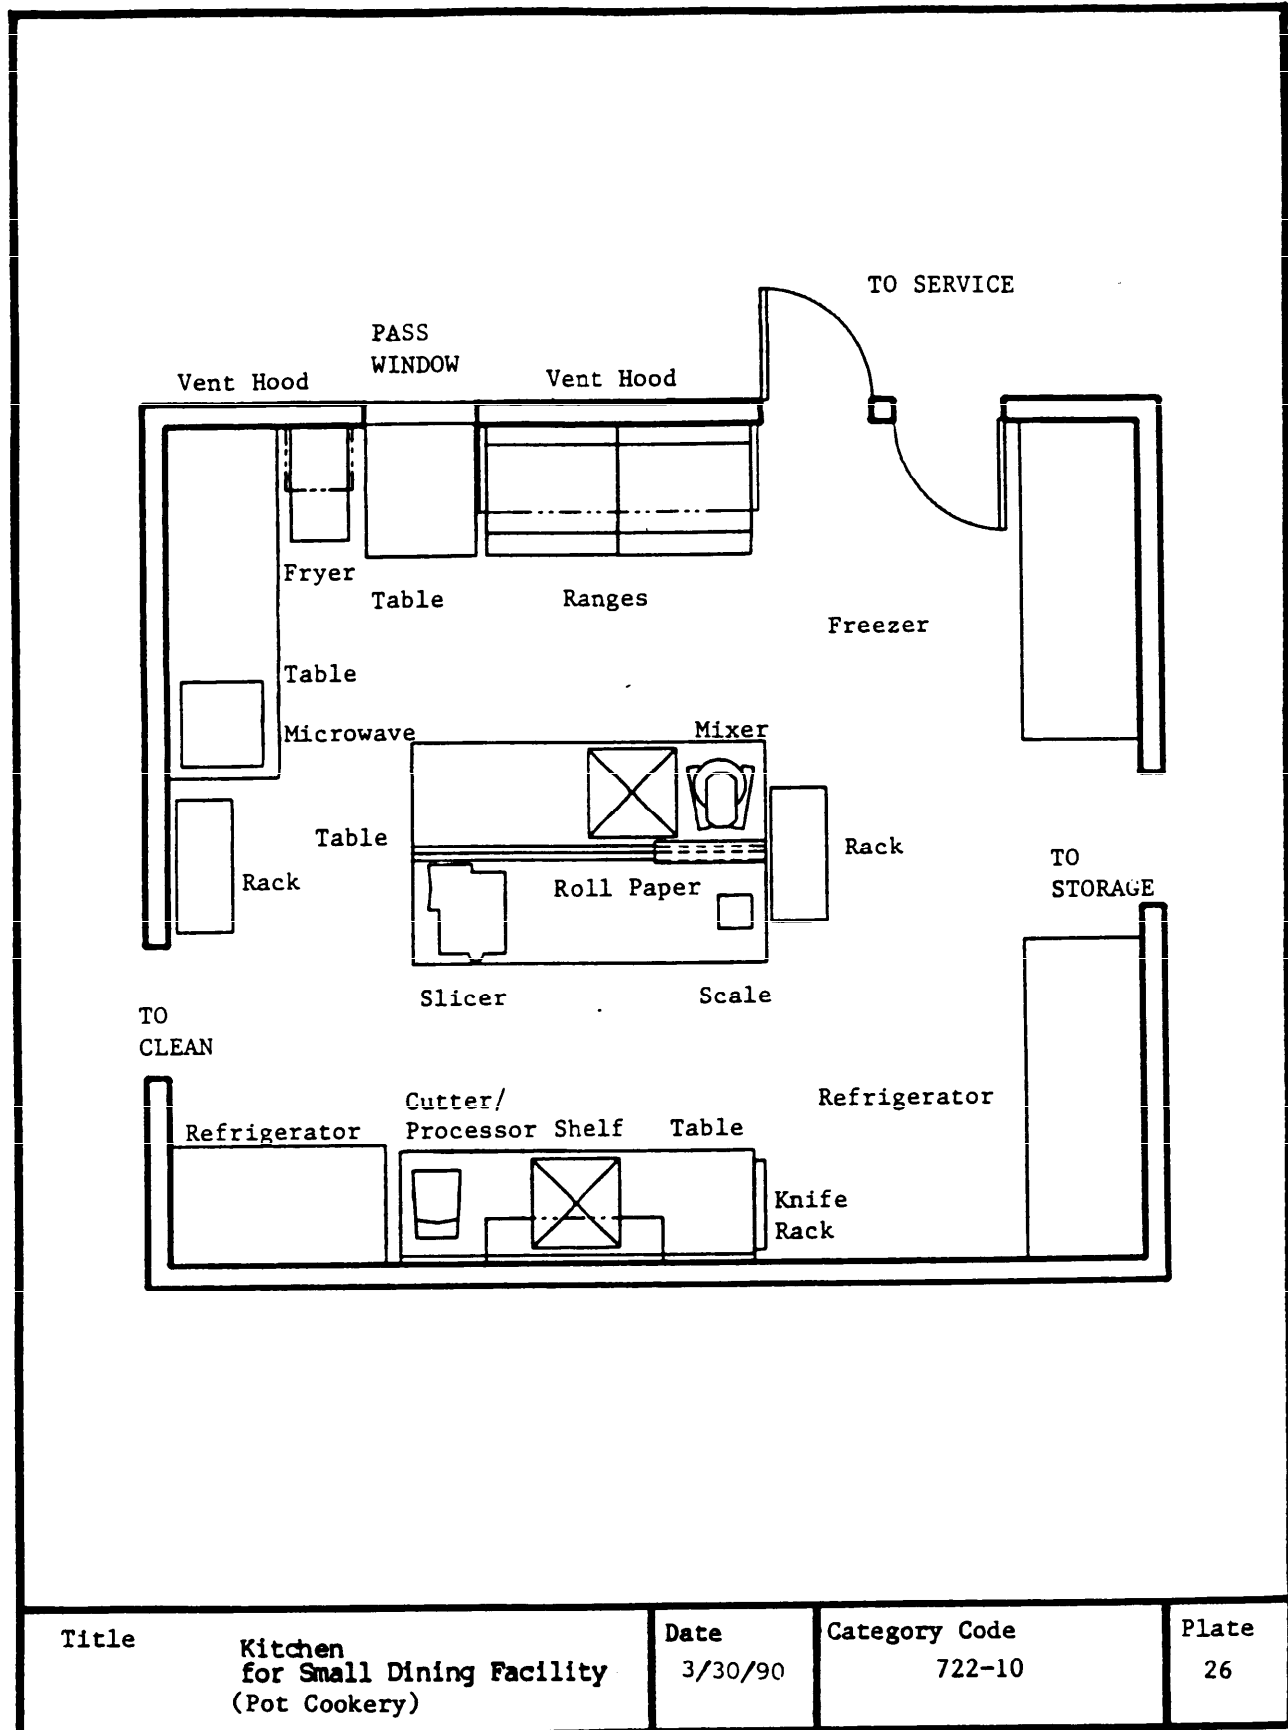 TO SERVICE
PASS
WINDOW
Vent Hood
Vent Hood
Fryer
Table
Ranges
Freezer
Table
Microwave
Mixer
Table
Rack
Rack
Roll Paper
TO
STORAGE
Slicer
Scale
TO
CLEAN
Refrigerator
Cutter/
Processor Shelf
Table
Refrigerator
Knife
Rack
Title
Kitchen
for Small Dining Facility
(Pot Cookery)
Date
3/30/90
Category Code
722-10
Plate
26